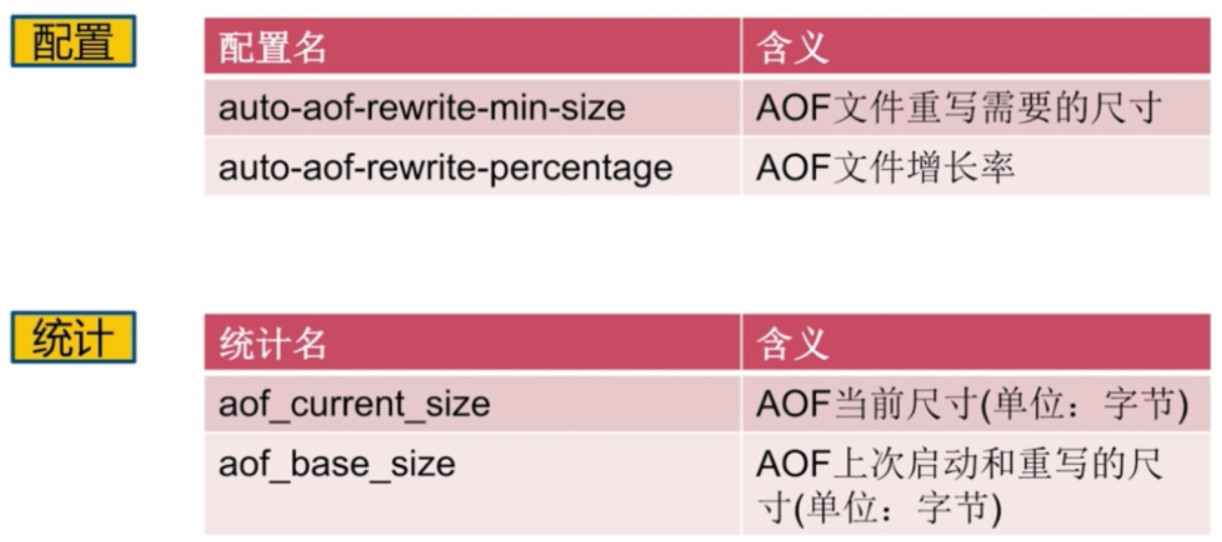 配置
配置名 含义
auto-aof-rewrite-min-size AOF文件重写需要的尺寸
auto-aof-rewrite-percentage AOF文件增长率
统计
统计名 含义
aof_current_size AOF当前尺寸(单位：字节)
aof_base_size AOF上次启动和重写的尺
寸(单位：字节)